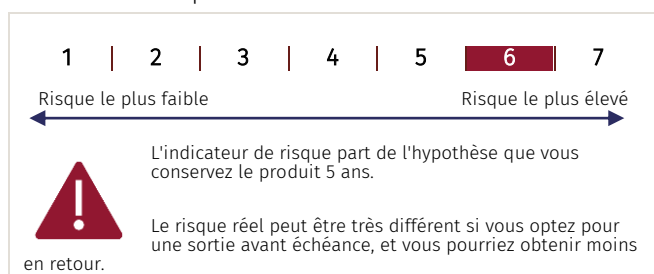 1 | 2 | 3 | 4 | 5 | 6 | 7
Risque le plus faible Risque le plus élevé
L'indicateur de risque part de l'hypothèse que vous
conservez le produit 5 ans.
Le risque réel peut être très différent si vous optez pour
une sortie avant échéance, et vous pourriez obtenir moins
en retour.